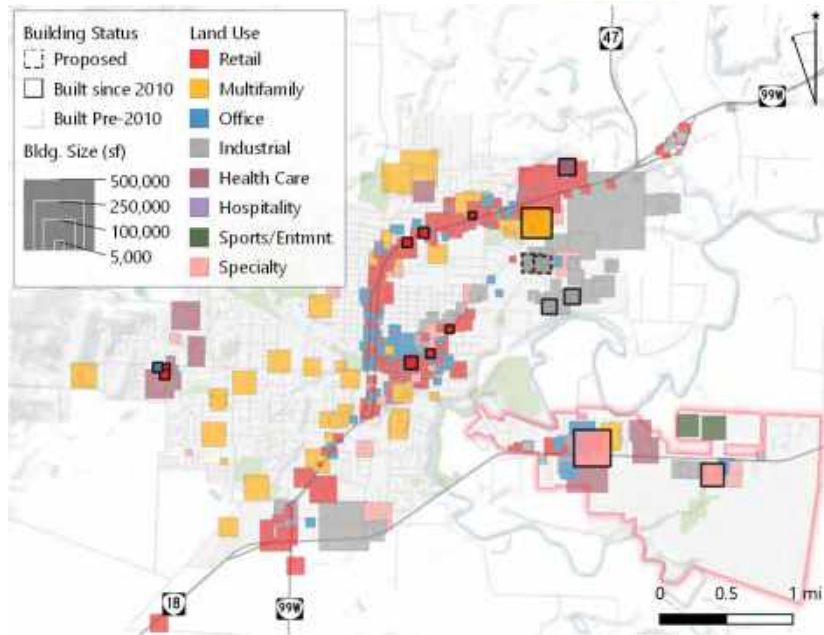 Building Status
Proposed
Built since 2010
Built Pre-2010
Bldg. Size (sf)
500,000
250,000
100,000
5,000
Land Use
Retail
Multifamily
Office
Industrial
Health Care
Hospitality
Sports/Entmnt.
Specialty
47
99W
18
99W
0 0.5 1 mi